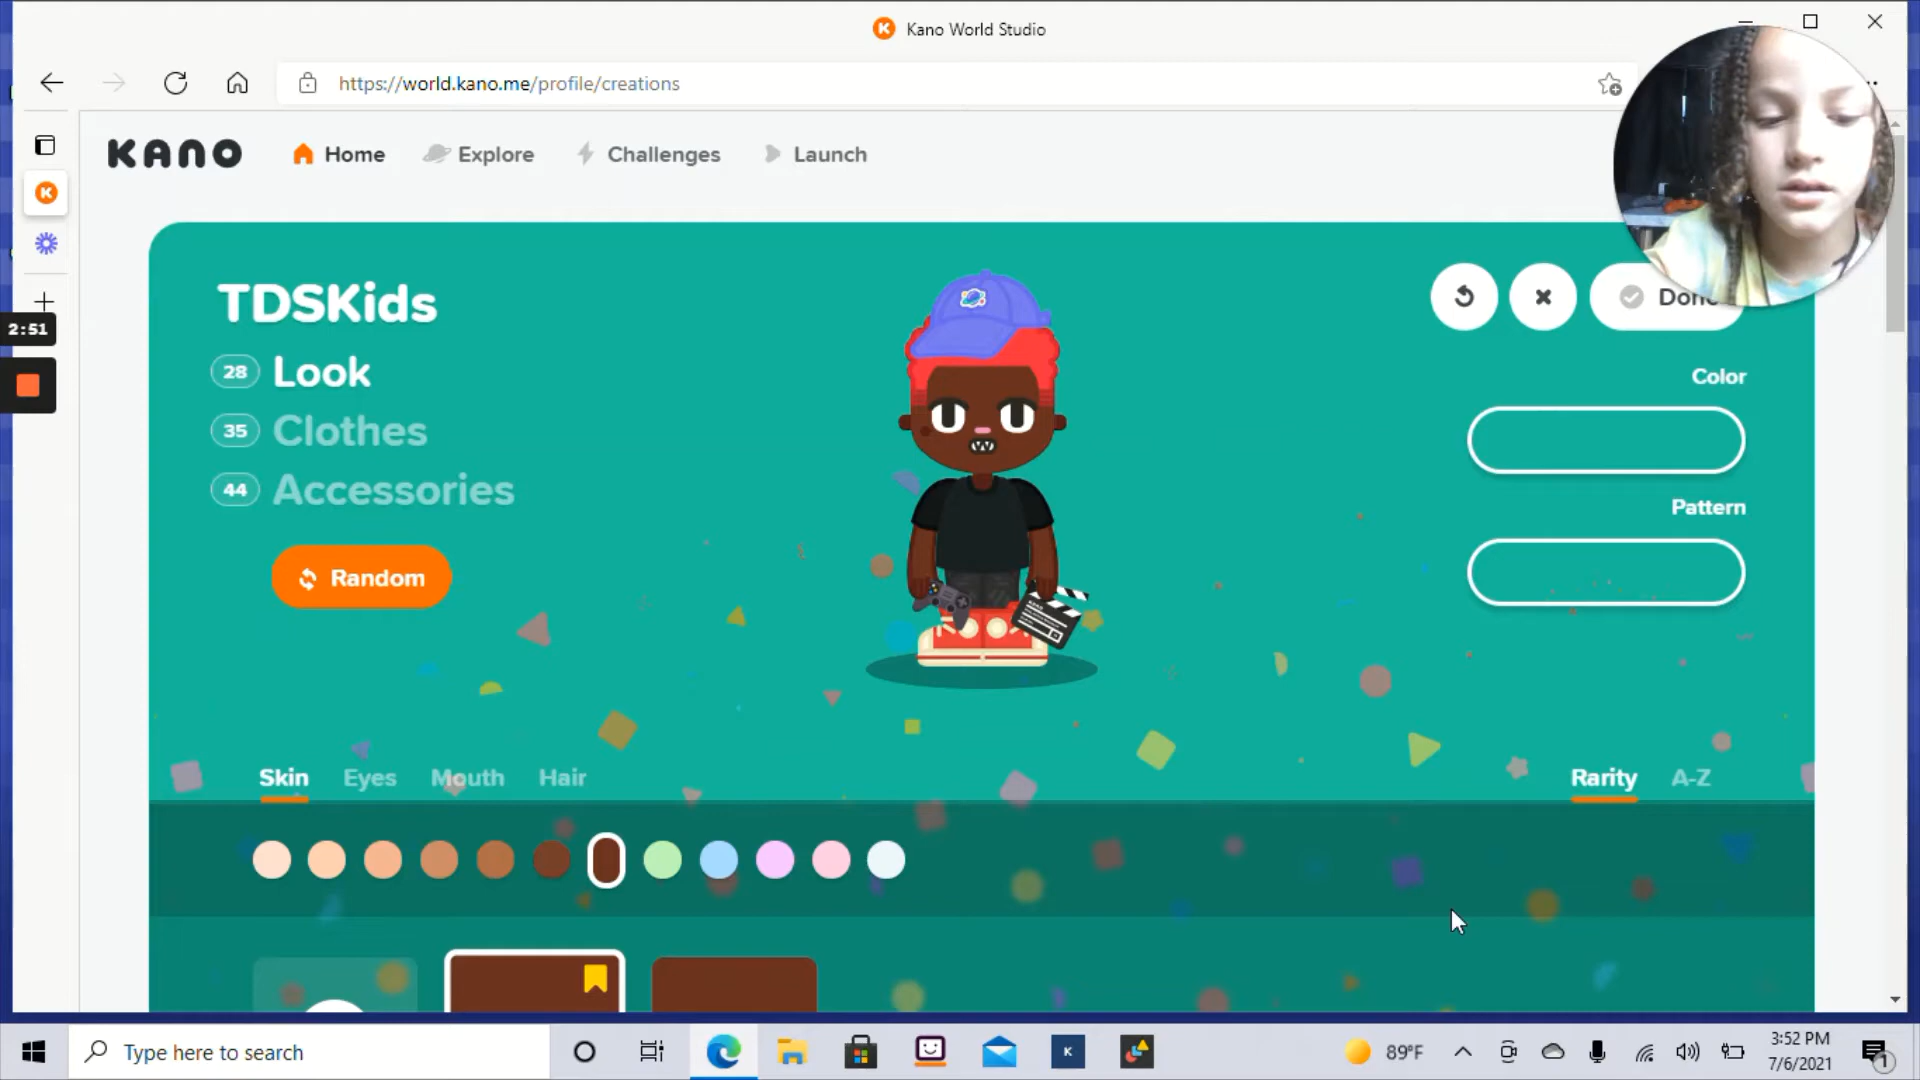 Kano World Studio
https://world.kano.me/profile/creations
KANO Home Explore Challenges Launch
TDSKids
28 Look
35 Clothes
44 Accessories
Random
Done
Color
Pattern
2:51
Skin Eyes Mouth Hair
Rarity A-Z
Type here to search
89°F
3:52 PM
7/6/2021
1